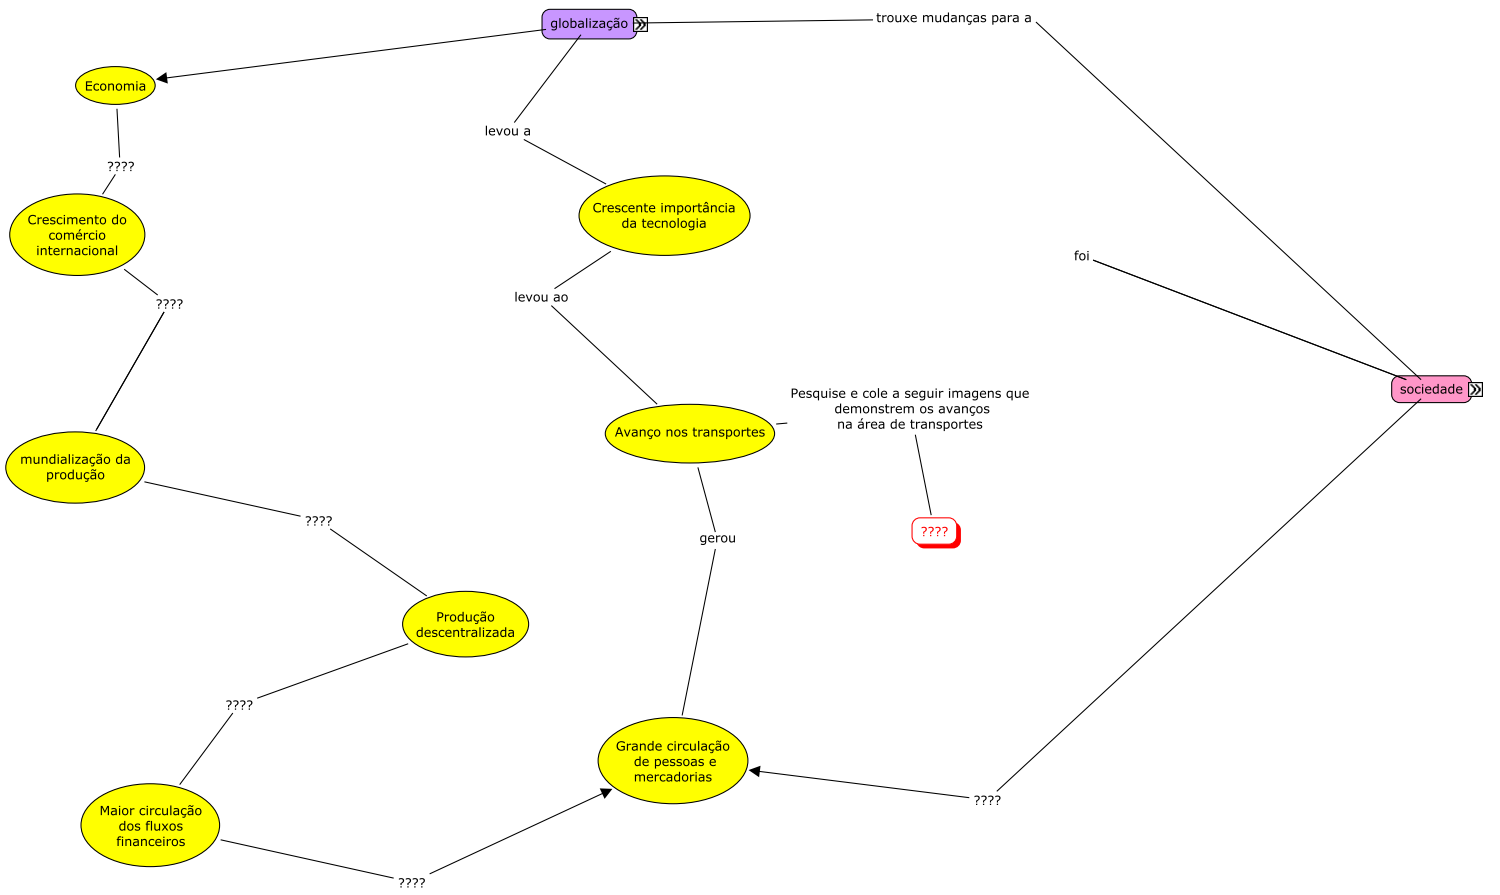 globalização
trouxe mudanças para a
Economia
levou a
????
Crescente importância
da tecnologia
Crescimento do
comércio
internacional
foi
levou ao
????
sociedade
Pesquise e cole a seguir imagens que
demonstrem os avanços
na área de transportes
Avanço nos transportes
mundialização da
produção
????
????
gerou
Produção
descentralizada
????
Grande circulação
de pessoas e
mercadorias
????
Maior circulação
dos fluxos
financeiros
????